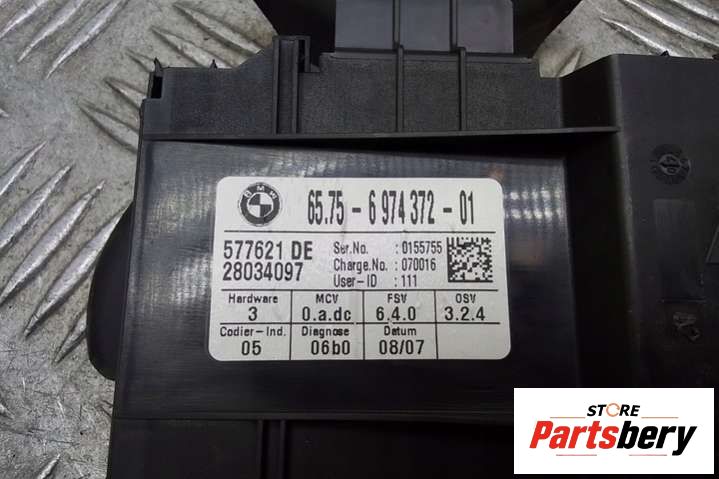 BMW
65.75 - 6 974 372 - 01
577621 DE
28034097
Ser.No. : 0155755
Charge.No. : 070016
User-ID : 111
Hardware MCV FSV OSV
3 0.a.dc 6.4.0 3.2.4
Codier-Ind. Diagnose Datum
05 06b0 08/07
STORE
Partsbery